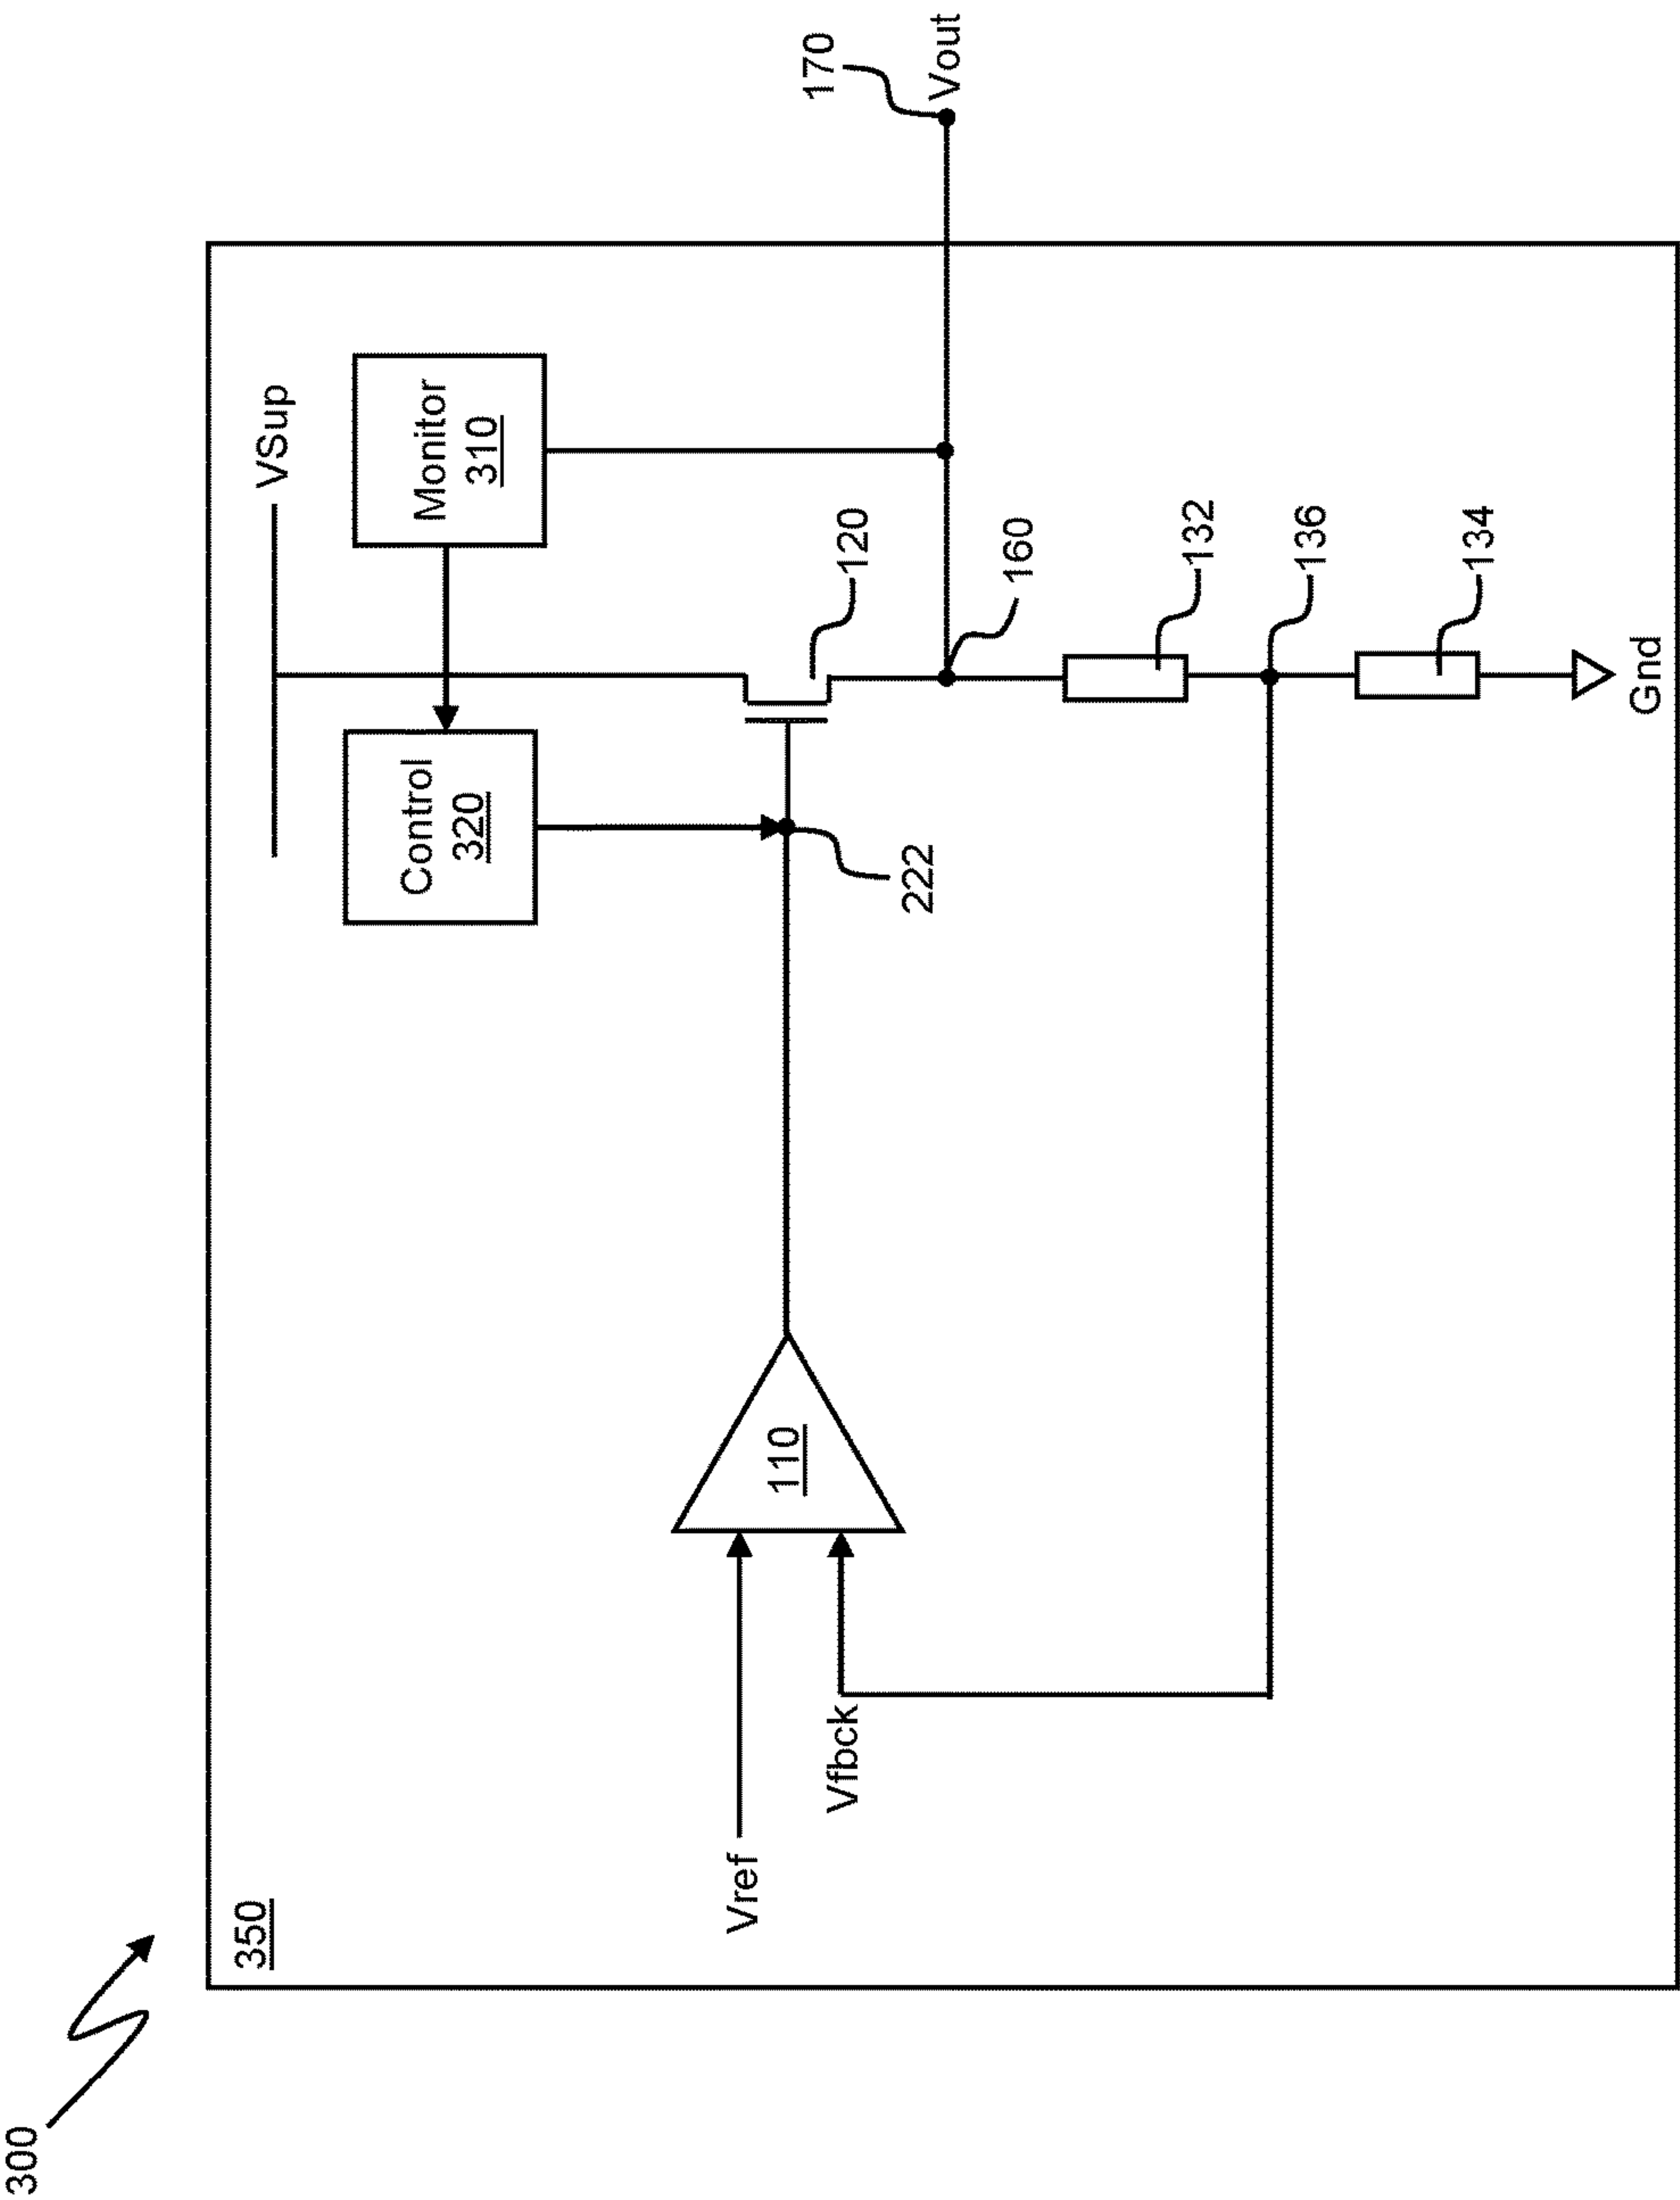 300
350
VSup
Control
320
Monitor
310
120
222
170
Vout
160
110
Vref
Vfbck
132
136
134
Gnd